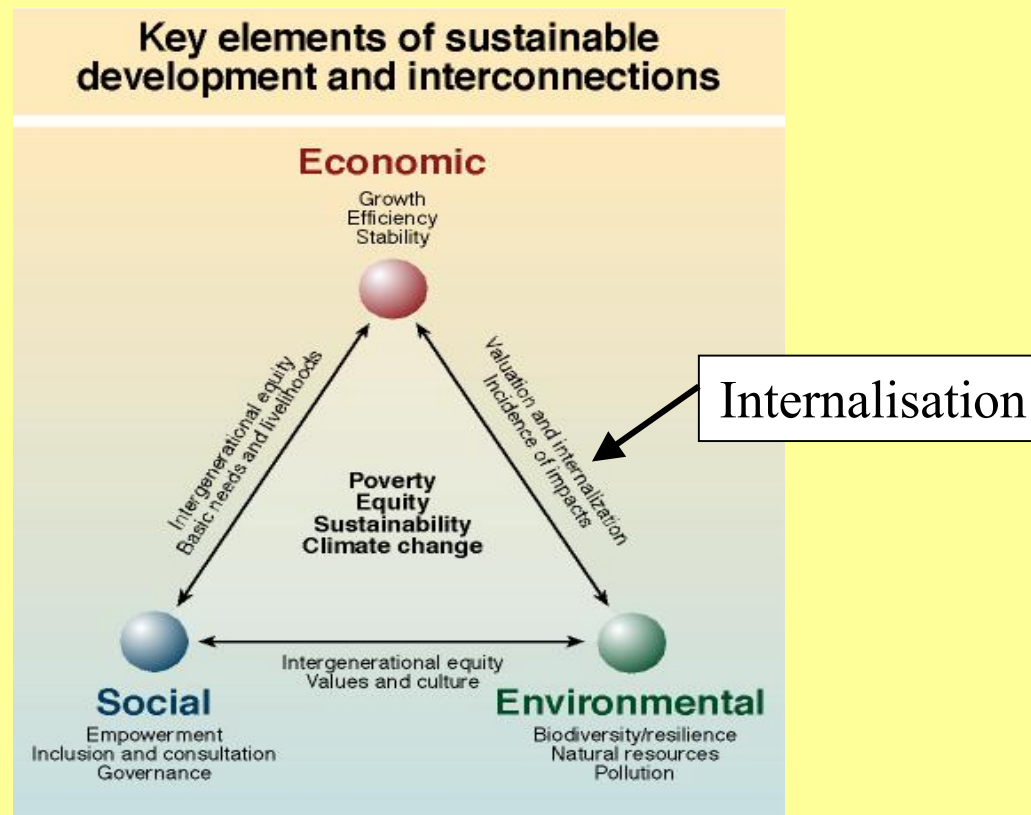 Key elements of sustainable
development and interconnections
Economic
Growth
Efficiency
Stability
Intergenerational equity
Basic needs and livelihoods
Valuation and internalization
Incidence of impacts
Internalisation
Poverty
Equity
Sustainability
Climate change
Intergenerational equity
Values and culture
Social
Empowerment
Inclusion and consultation
Governance
Environmental
Biodiversity/resilience
Natural resources
Pollution